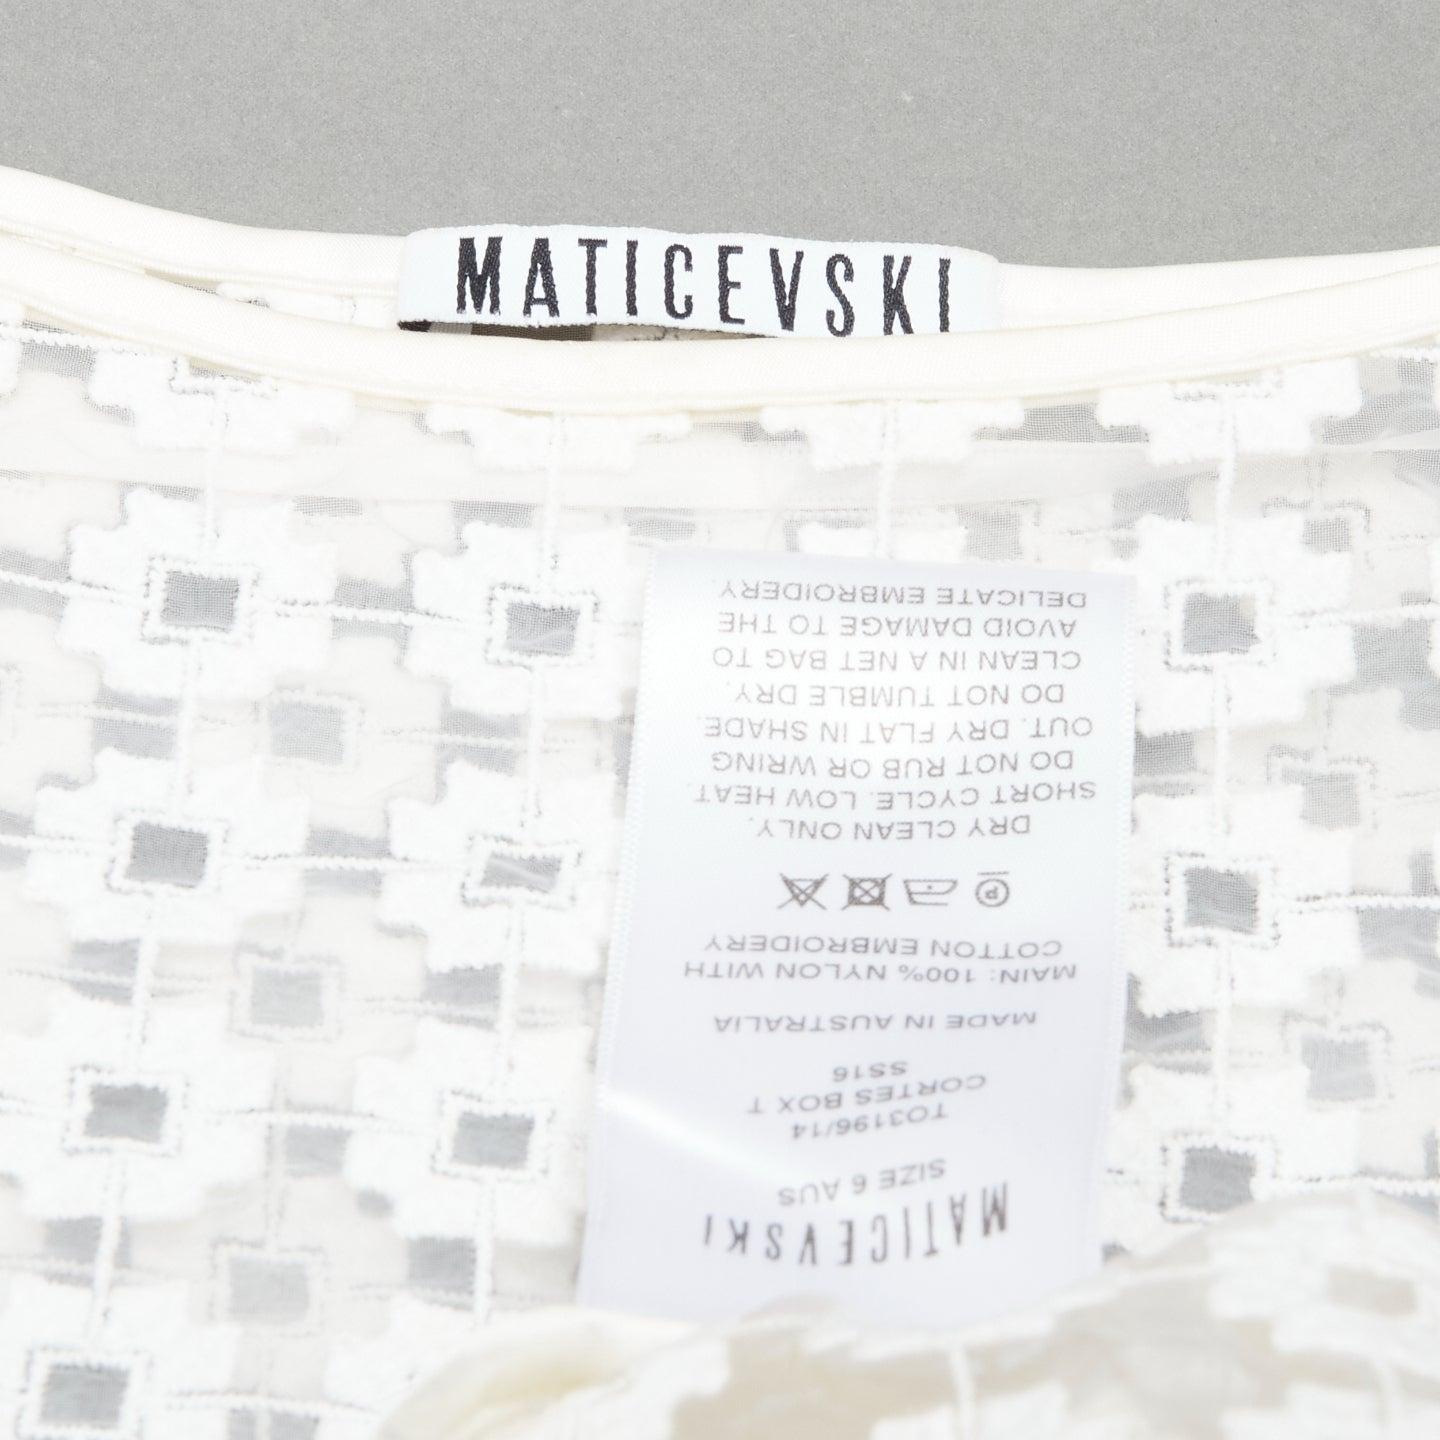 MATICEVSKI
MATICEVSKI
SIZE 6 AUS
TO3196/14
CORTES BOX T
SS16
MADE IN AUSTRALIA
MAIN: 100% NYLON WITH
COTTON EMBROIDERY
P
DRY CLEAN ONLY.
SHORT CYCLE. LOW HEAT.
DO NOT RUB OR WRING
OUT. DRY FLAT IN SHADE.
DO NOT TUMBLE DRY.
CLEAN IN A NET BAG TO
AVOID DAMAGE TO THE
DELICATE EMBROIDERY.